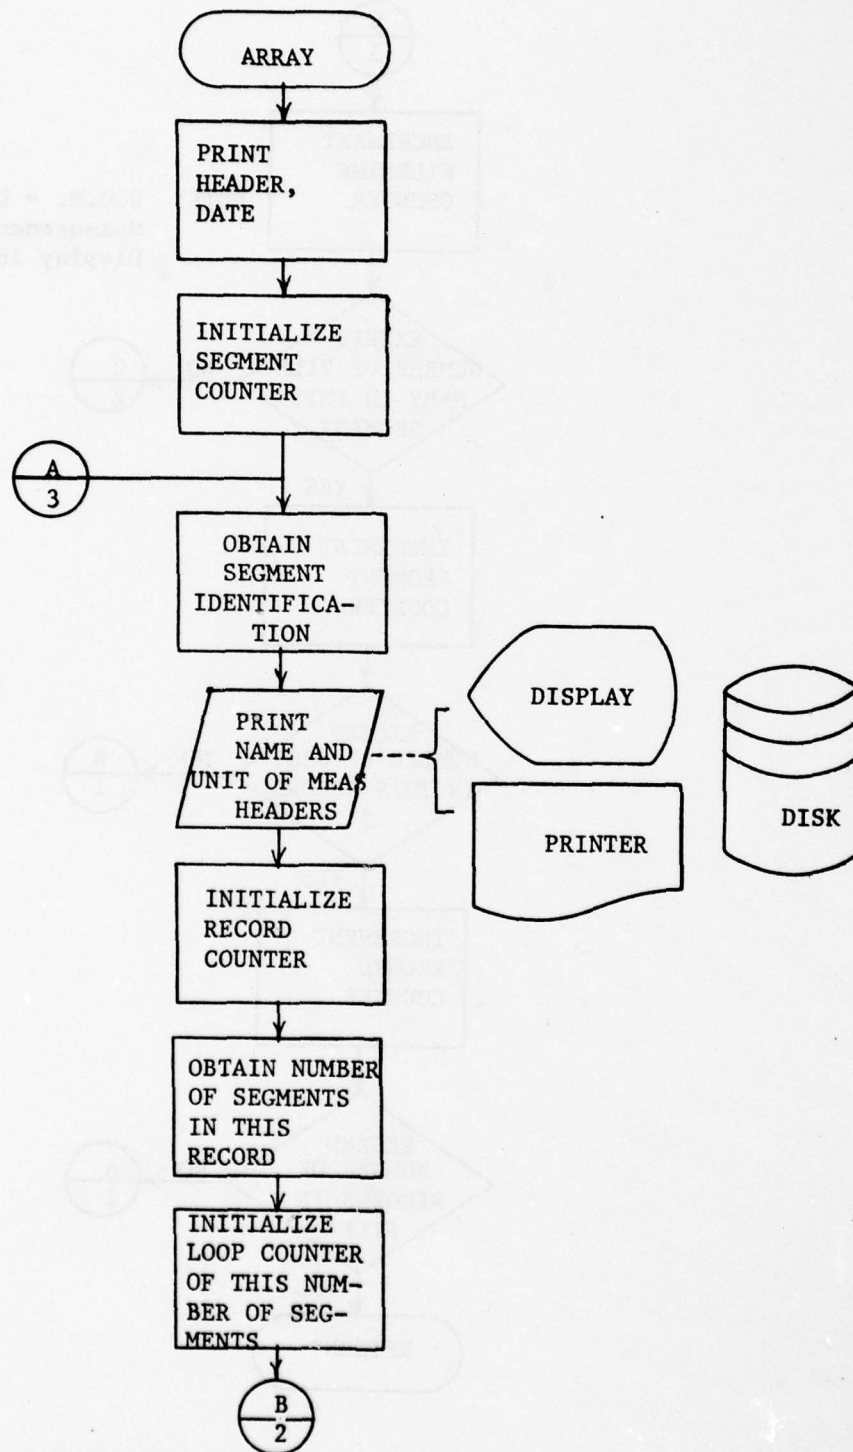 ARRAY
PRINT
HEADER,
DATE
INITIALIZE
SEGMENT
COUNTER
A
3
OBTAIN
SEGMENT
IDENTIFICA-
TION
PRINT
NAME AND
UNIT OF MEAS
HEADERS
DISPLAY
PRINTER
DISK
INITIALIZE
RECORD
COUNTER
OBTAIN NUMBER
OF SEGMENTS
IN THIS
RECORD
INITIALIZE
LOOP COUNTER
OF THIS NUM-
BER OF SEG-
MENTS
B
2